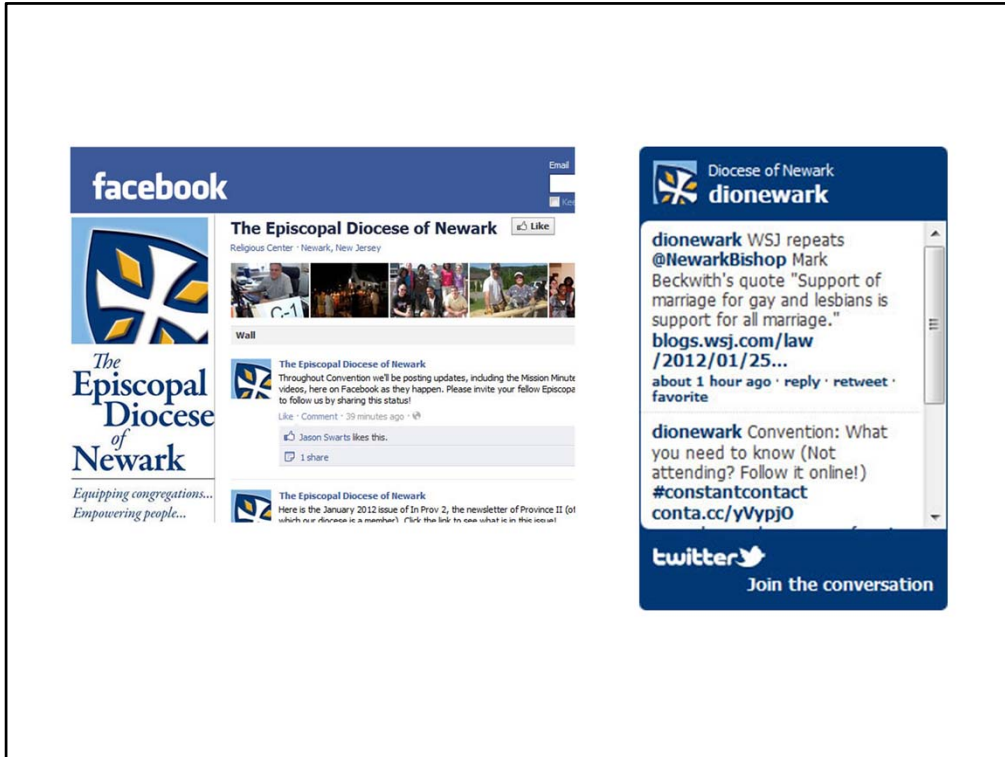 facebook
Email
The
Episcopal
Diocese
of
Newark
Equipping congregations...
Empowering people...
The Episcopal Diocese of Newark
Like
Religious Center · Newark, New Jersey
C-1
Wall
The Episcopal Diocese of Newark
Throughout Convention we'll be posting updates, including the Mission Minute
videos, here on Facebook as they happen. Please invite your fellow
to follow us by sharing this status!
Like · Comment · 39 minutes ago ·
Jason Swarts likes this.
1 share
The Episcopal Diocese of Newark
Here is the January 2012 issue of In Prov 2, the newsletter of Province II (of
which our diocese is a member). Click the link to see what is in this issue!
Diocese of Newark
dionewark
dionewark WSJ repeats
@NewarkBishop Mark
Beckwith's quote "Support of
marriage for gay and lesbians is
support for all marriage."
blogs.wsj.com/law
/2012/01/25...
about 1 hour ago · reply · retweet ·
favorite
dionewark Convention: What
you need to know (Not
attending? Follow it online!)
#constantcontact
conta.cc/yVypjO
twitter
Join the conversation